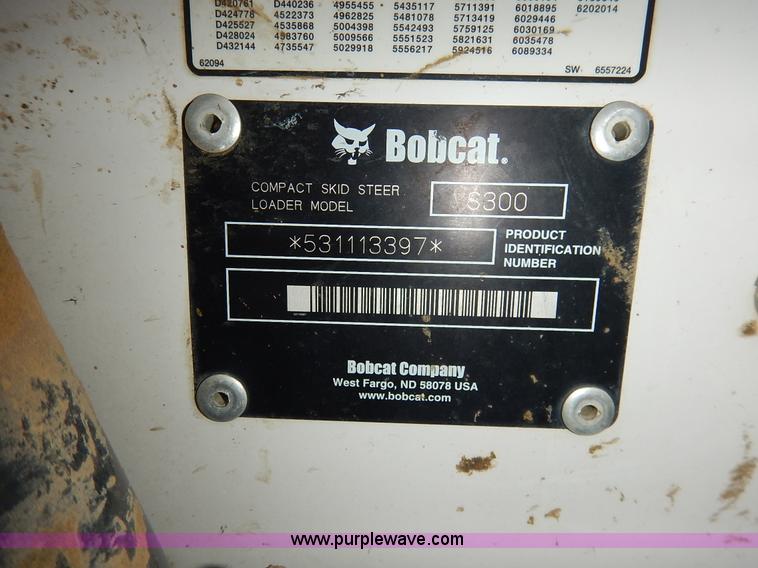 D420761 D440236 4955455 5435117 5711391 6018895 6202014
D424778 4522373 4962825 5481078 5713419 6029446
D425527 4535868 5004398 5542493 5759125 6030169
D428024 4583760 5009566 5551523 5821631 6035478
D432144 4735547 5029918 5556217 5924516 6089334
62094 SW 6557224
Bobcat.
COMPACT SKID STEER
LOADER MODEL S300
*531113397* PRODUCT
IDENTIFICATION
NUMBER
Bobcat Company
West Fargo, ND 58078 USA
www.bobcat.com
www.purplewave.com